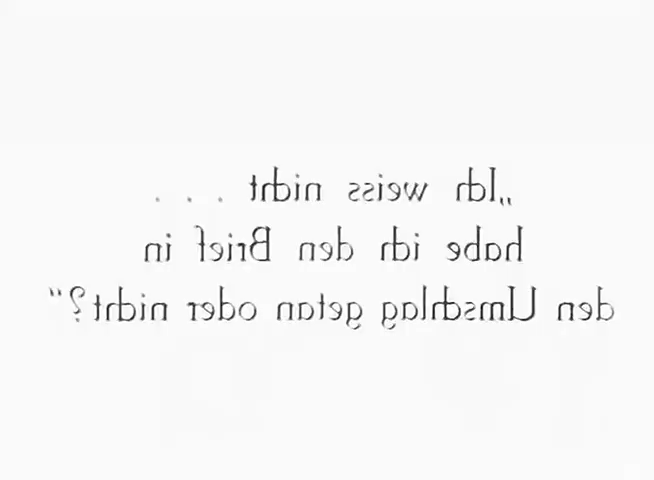 „Ich weiss nicht . . .
habe ich den Brief in
den Umschlag getan oder nicht?“